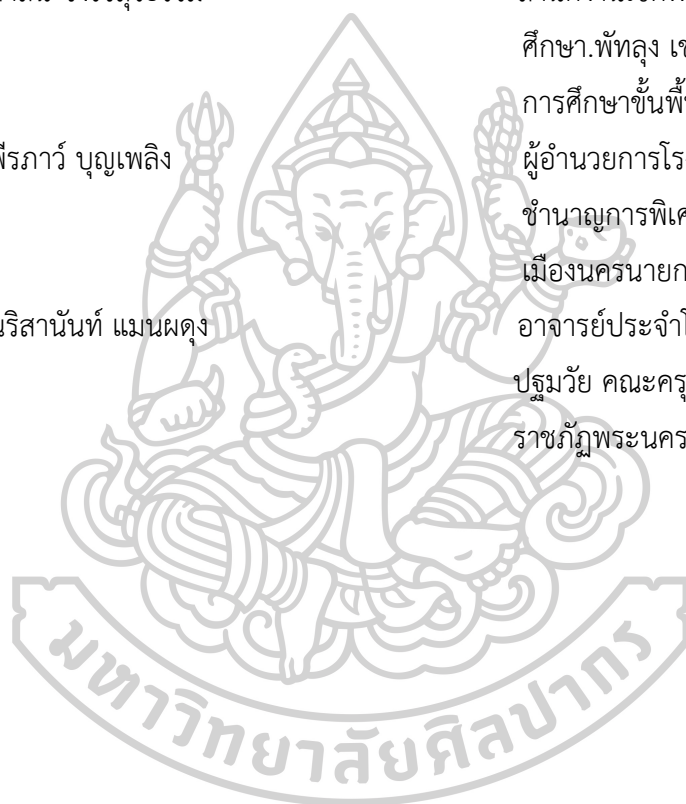 ศึกษา.พัทลุง
การศึกษาขั้นพื้น
พีรภาว์ บุญเพลิง ผู้อำนวยการโร
ชำนาญการพิเศ
เมืองนครนายก
นริสานันท์ แมนผดุง อาจารย์ประจำ
ปฐมวัย คณะครุ
ราชภัฏพระนคร
มหาวิทยาลัยศิลปากร